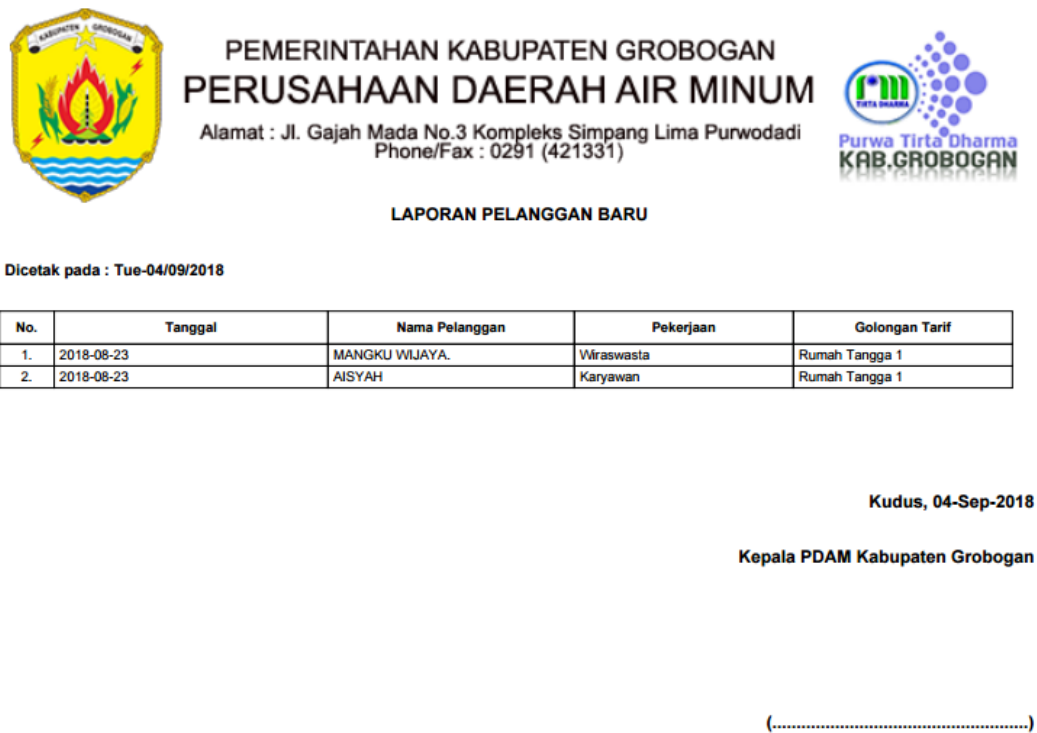 KABUPATEN GROBOGAN
PEMERINTAHAN KABUPATEN GROBOGAN
PERUSAHAAN DAERAH AIR MINUM
Alamat : Jl. Gajah Mada No.3 Kompleks Simpang Lima Purwodadi
Phone/Fax : 0291 (421331)
TIRTA DHARMA
Purwa Tirta Dharma
KAB.GROBOGAN
LAPORAN PELANGGAN BARU
Dicetak pada : Tue-04/09/2018
No. Tanggal Nama Pelanggan Pekerjaan Golongan Tarif
1. 2018-08-23 MANGKU WIJAYA. Wiraswasta Rumah Tangga 1
2. 2018-08-23 AISYAH Karyawan Rumah Tangga 1
Kudus, 04-Sep-2018
Kepala PDAM Kabupaten Grobogan
(.....................................................)